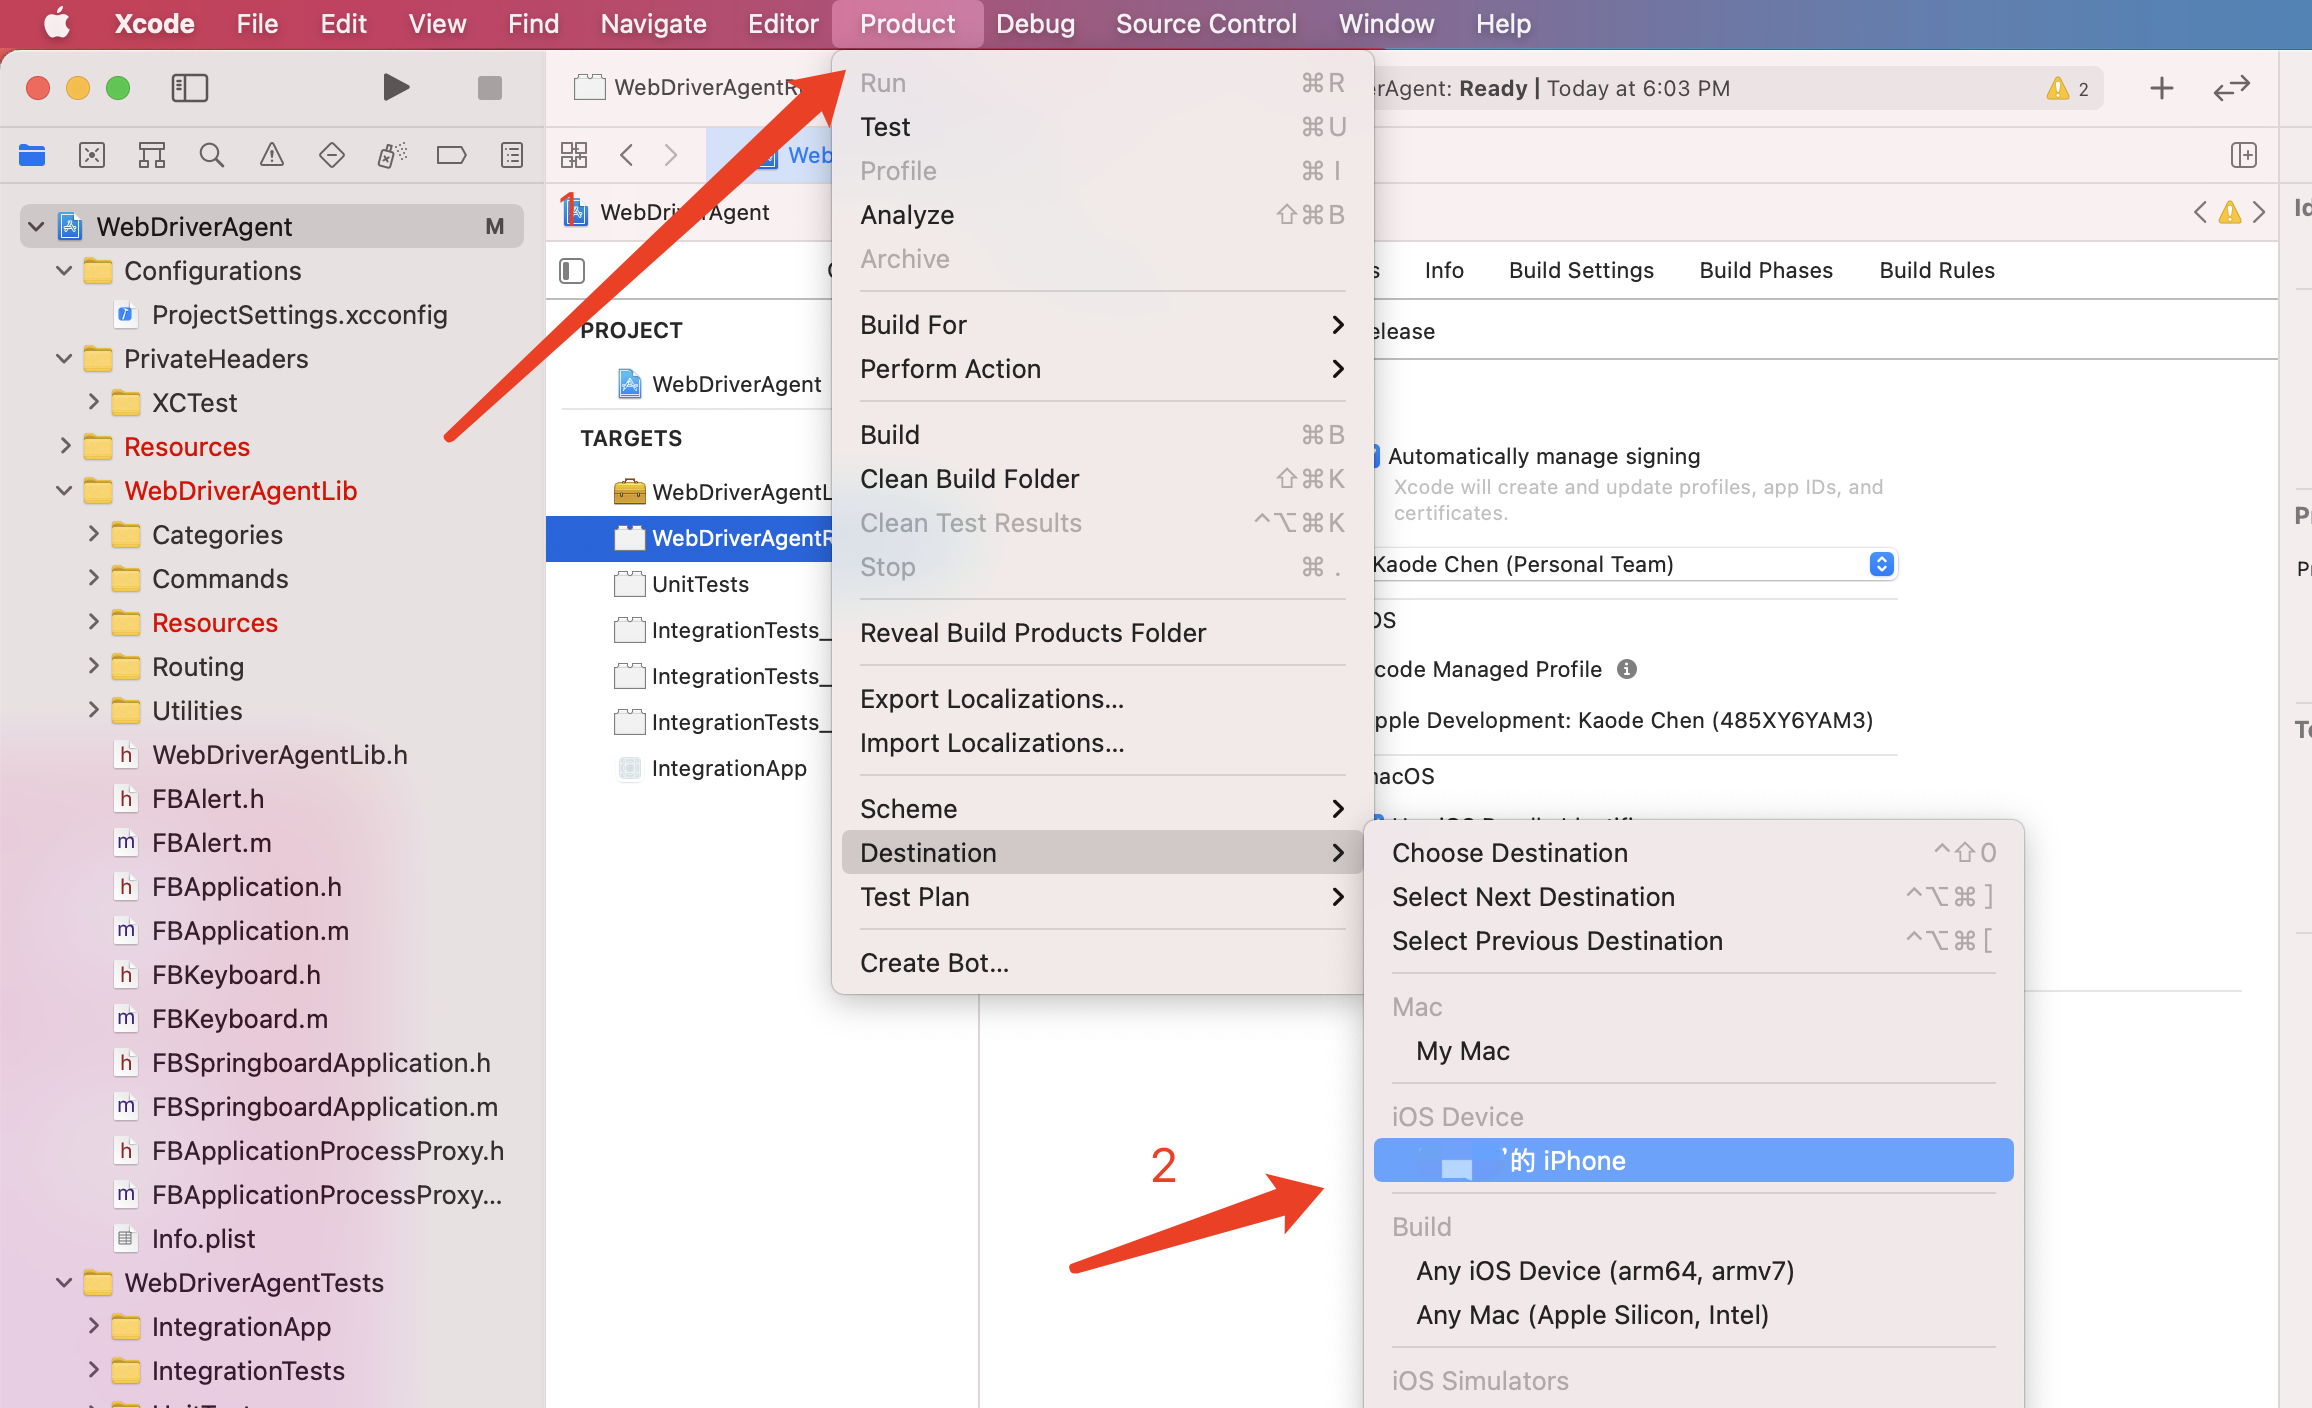 Xcode File Edit View Find Navigate Editor Product Debug Source Control Window Help
WebDriverAgentR
rAgent: Ready | Today at 6:03 PM
2
Web
WebDriverAgent M
Configurations
ProjectSettings.xcconfig
PrivateHeaders
XCTest
Resources
WebDriverAgentLib
Categories
Commands
Resources
Routing
Utilities
WebDriverAgentLib.h
FBAlert.h
FBAlert.m
FBApplication.h
FBApplication.m
FBKeyboard.h
FBKeyboard.m
FBSpringboardApplication.h
FBSpringboardApplication.m
FBApplicationProcessProxy.h
FBApplicationProcessProxy...
Info.plist
WebDriverAgentTests
IntegrationApp
IntegrationTests
1
WebDriverAgent
PROJECT
WebDriverAgent
TARGETS
WebDriverAgentL
WebDriverAgentR
UnitTests
IntegrationTests_
IntegrationTests_
IntegrationTests_
IntegrationApp
Run ⌘R
Test ⌘U
Profile ⌘I
Analyze ⇧⌘B
Archive
Build For
Perform Action
Build ⌘B
Clean Build Folder ⇧⌘K
Clean Test Results ^⌥⌘K
Stop ⌘.
Reveal Build Products Folder
Export Localizations...
Import Localizations...
Scheme
Destination
Test Plan
Create Bot...
s Info Build Settings Build Phases Build Rules
elease
Automatically manage signing
Xcode will create and update profiles, app IDs, and
certificates.
Kaode Chen (Personal Team)
OS
code Managed Profile
pple Development: Kaode Chen (485XY6YAM3)
macOS
Choose Destination ^⇧0
Select Next Destination ^⌥⌘]
Select Previous Destination ^⌥⌘[
Mac
My Mac
iOS Device
’的 iPhone
Build
Any iOS Device (arm64, armv7)
Any Mac (Apple Silicon, Intel)
iOS Simulators
2
Id
Pr
Pr
Te